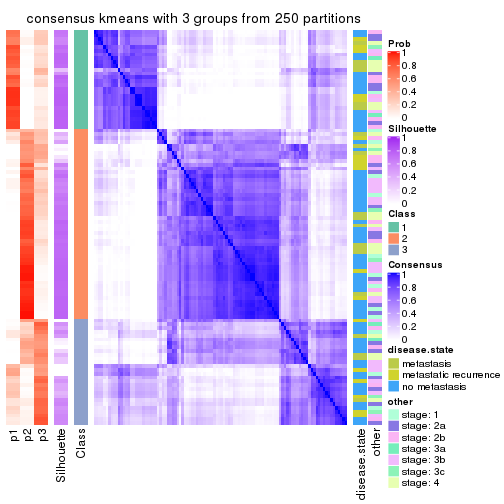 consensus kmeans with 3 groups from 250 partitions
Prob
1
0.8
0.6
0.4
0.2
0
Silhouette
1
0.8
0.6
0.4
0.2
0
Class
1
2
3
Consensus
1
0.8
0.6
0.4
0.2
0
disease.state
metastasis
metastatic recurrence
no metastasis
other
stage: 1
stage: 2a
stage: 2b
stage: 3a
stage: 3b
stage: 3c
stage: 4
p1
p2
p3
Silhouette
Class
disease.state
other